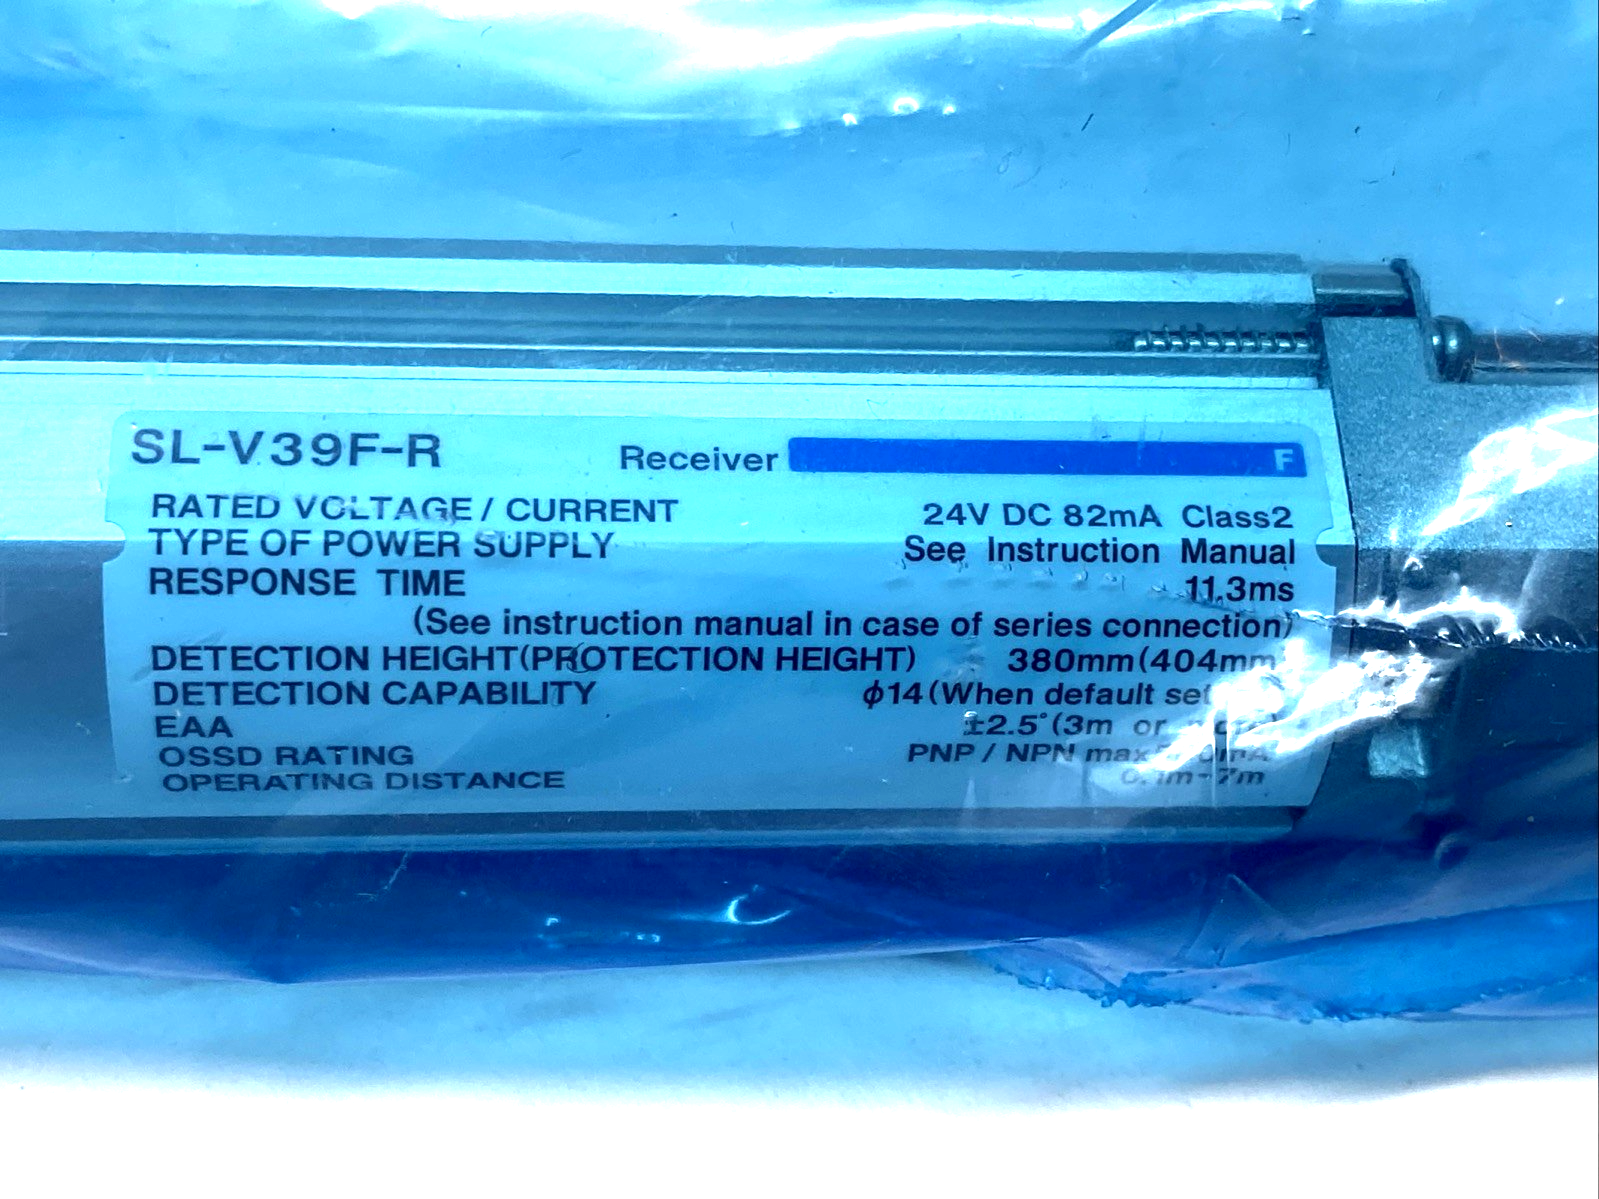 SL-V39F-R Receiver F
RATED VOLTAGE / CURRENT 24V DC 82mA Class2
TYPE OF POWER SUPPLY See Instruction Manual
RESPONSE TIME 11.3ms
(See instruction manual in case of series connection)
DETECTION HEIGHT(PROTECTION HEIGHT) 380mm(404mm
DETECTION CAPABILITY ϕ14(When default
EAA ±2.5°(3m or
OSSD RATING PNP / NPN max
OPERATING DISTANCE